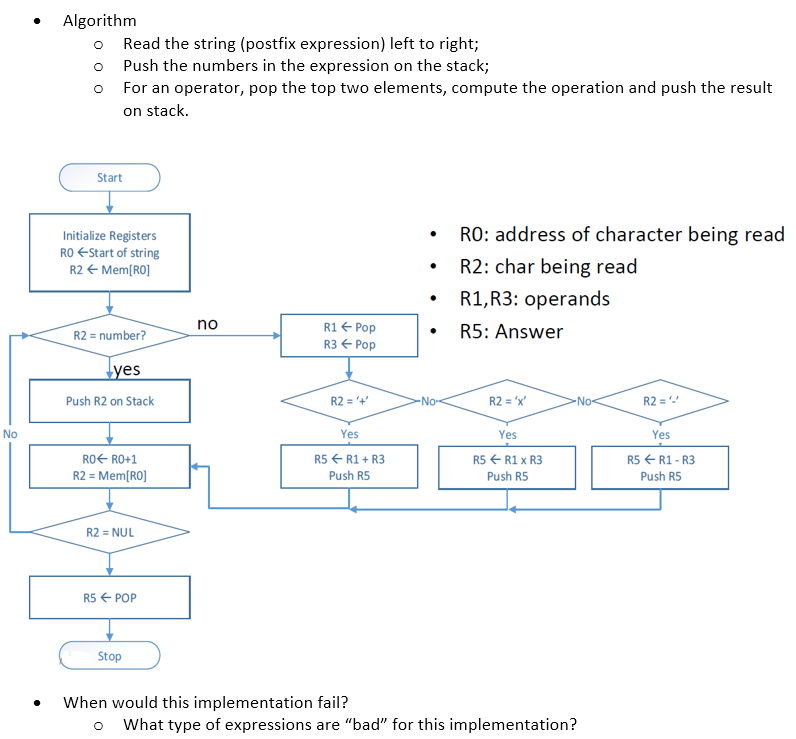 • Algorithm
o Read the string (postfix expression) left to right;
o Push the numbers in the expression on the stack;
o For an operator, pop the top two elements, compute the operation and push the result
on stack.
Start
Initialize Registers
R0 ←Start of string
R2 ← Mem[R0]
• R0: address of character being read
• R2: char being read
• R1,R3: operands
• R5: Answer
R2 = number?
no
R1 ← Pop
R3 ← Pop
yes
Push R2 on Stack
R2 = '+'
No
R2 = 'x'
No
R2 = '-'
No
Yes
Yes
Yes
R0← R0+1
R2 = Mem[R0]
R5 ← R1 + R3
Push R5
R5 ← R1 x R3
Push R5
R5 ← R1 - R3
Push R5
R2 = NUL
R5 ← POP
Stop
• When would this implementation fail?
o What type of expressions are “bad” for this implementation?